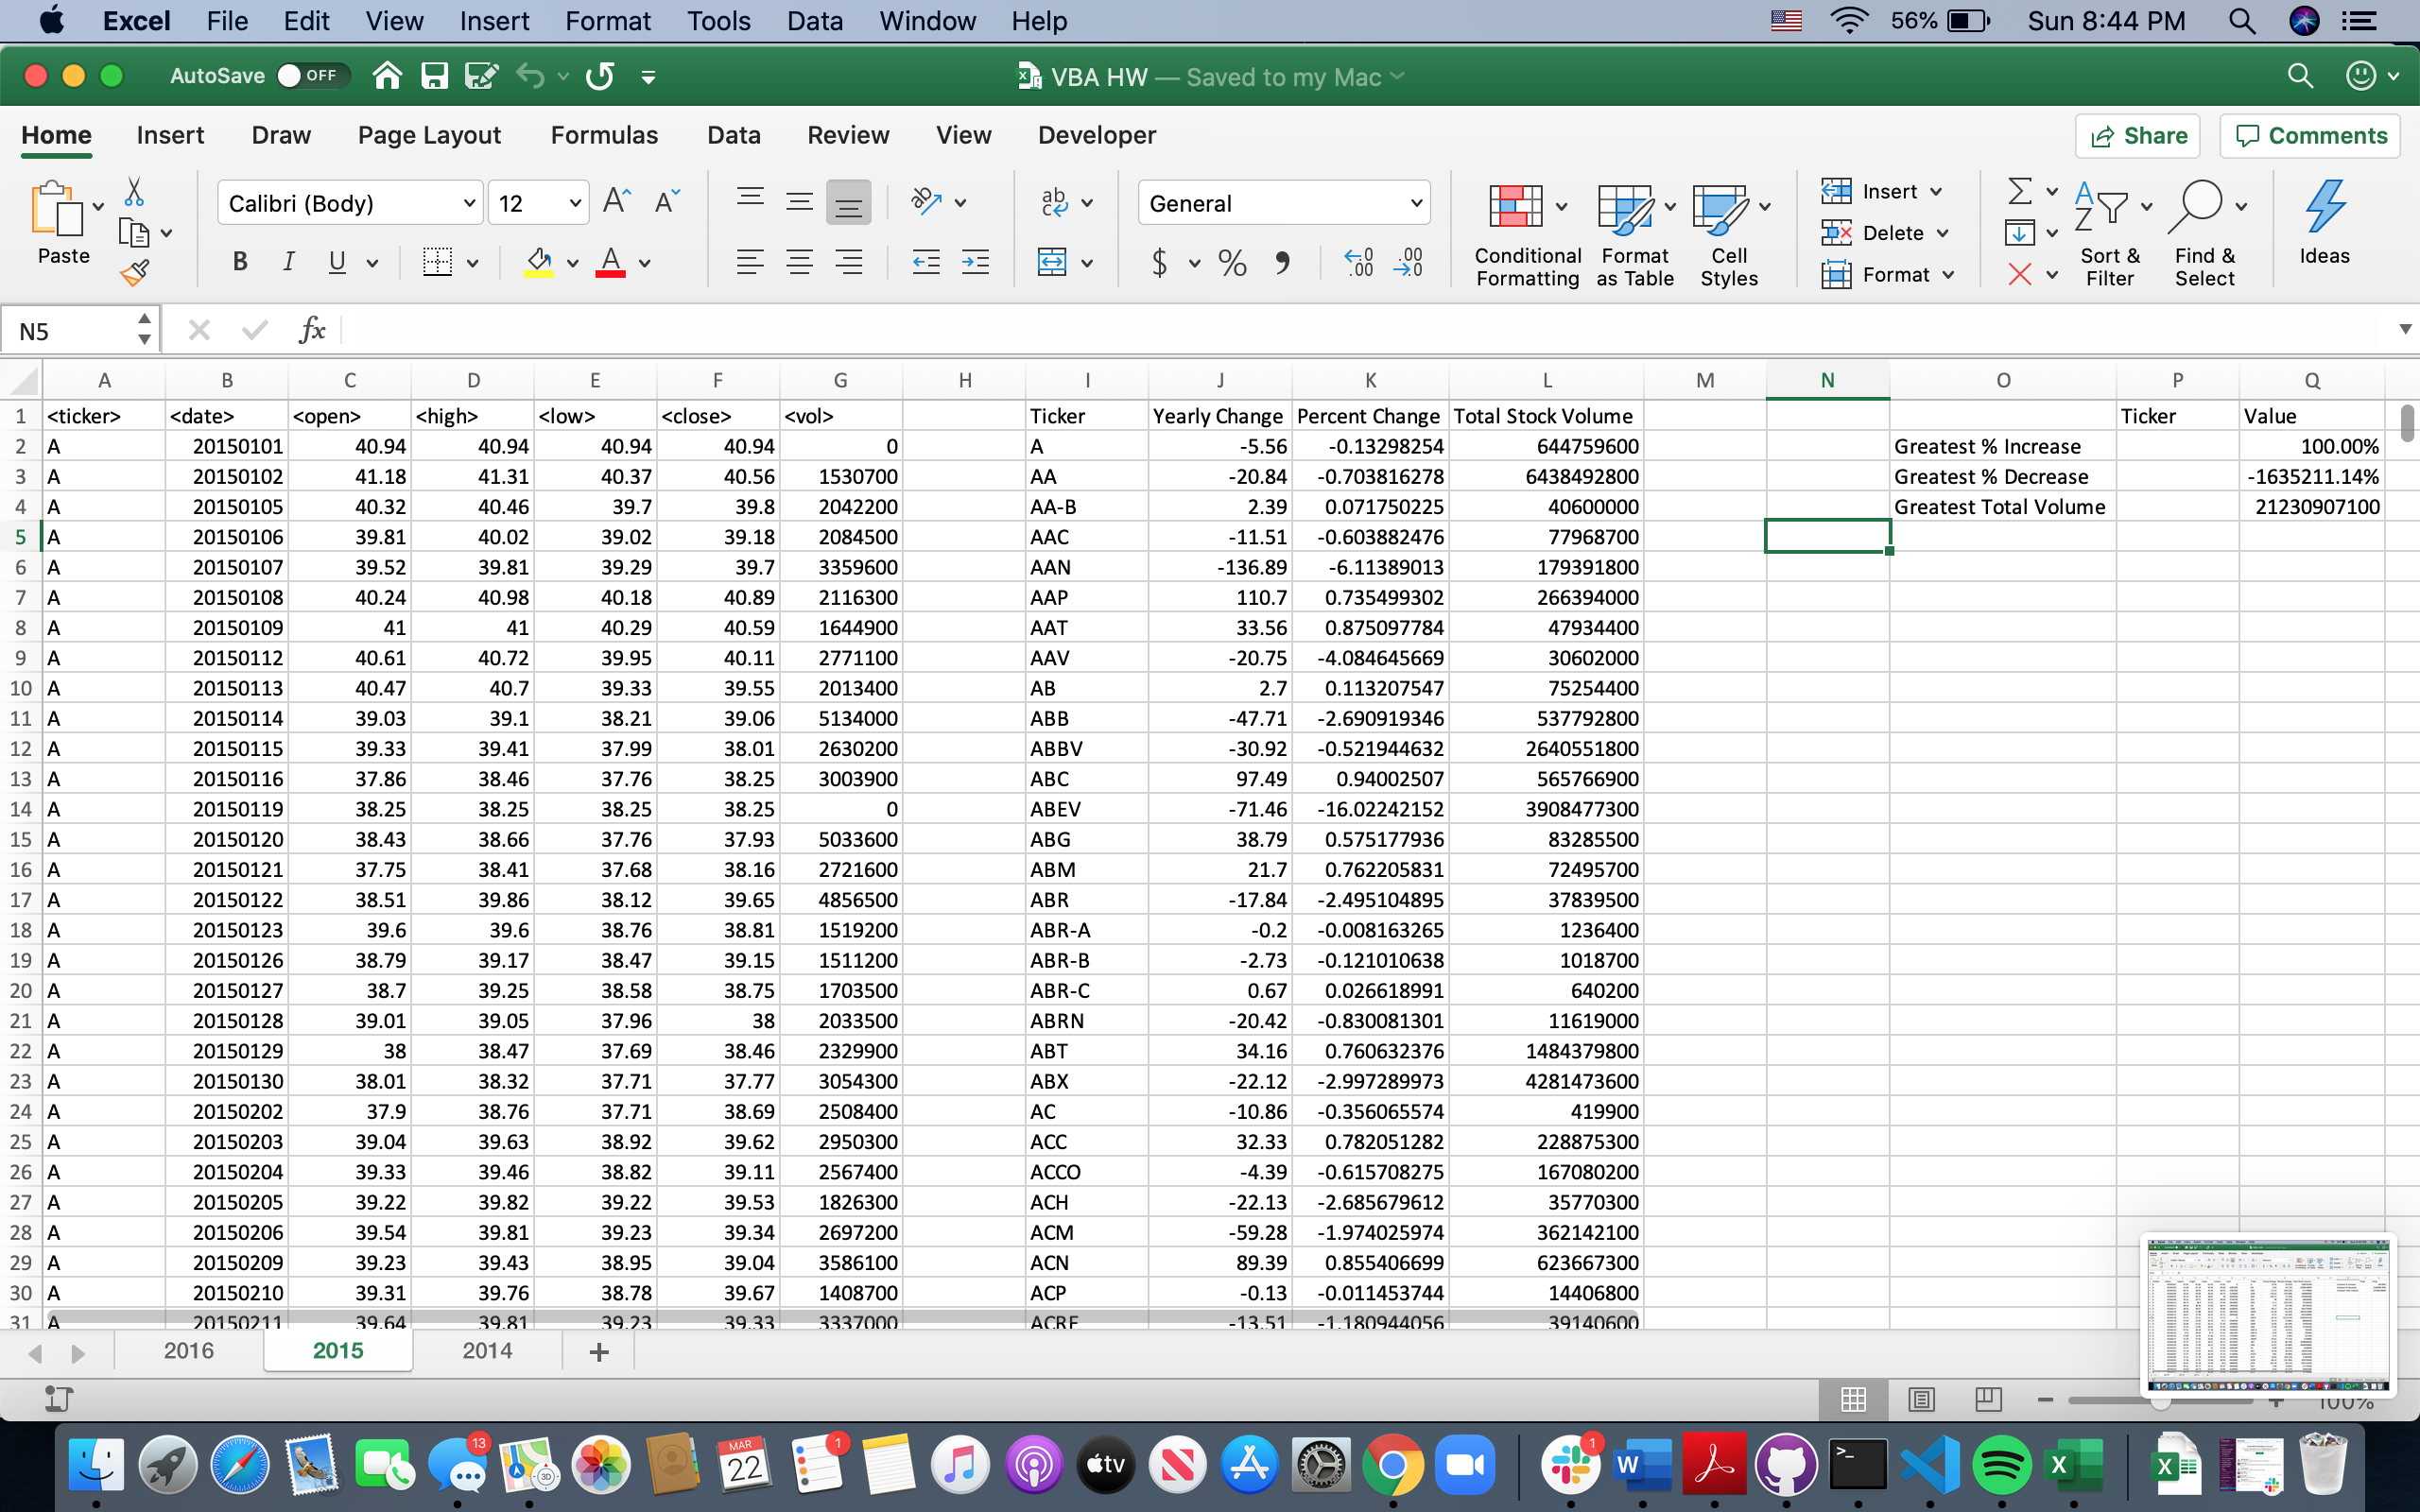 Excel File Edit View Insert Format Tools Data Window Help 56% Sun 8:44 PM
AutoSave OFF VBA HW — Saved to my Mac
Home Insert Draw Page Layout Formulas Data Review View Developer Share Comments
Paste Calibri (Body) 12 A A ab General Insert
B I U A $ % Conditional Formatting Format as Table Cell Styles Delete Format Sort & Filter Find & Select Ideas
N5 fx
A B C D E F G H I J K L M N O P Q
1 <ticker> <date> <open> <high> <low> <close> <vol> Ticker Yearly Change Percent Change Total Stock Volume Ticker Value
2 A 20150101 40.94 40.94 40.94 40.94 0 A -5.56 -0.13298254 644759600 Greatest % Increase 100.00%
3 A 20150102 41.18 41.31 40.37 40.56 1530700 AA -20.84 -0.703816278 6438492800 Greatest % Decrease -1635211.14%
4 A 20150105 40.32 40.46 39.7 39.8 2042200 AA-B 2.39 0.071750225 40600000 Greatest Total Volume 21230907100
5 A 20150106 39.81 40.02 39.02 39.18 2084500 AAC -11.51 -0.603882476 77968700
6 A 20150107 39.52 39.81 39.29 39.7 3359600 AAN -136.89 -6.11389013 179391800
7 A 20150108 40.24 40.98 40.18 40.89 2116300 AAP 110.7 0.735499302 266394000
8 A 20150109 41 41 40.29 40.59 1644900 AAT 33.56 0.875097784 47934400
9 A 20150112 40.61 40.72 39.95 40.11 2771100 AAV -20.75 -4.084645669 30602000
10 A 20150113 40.47 40.7 39.33 39.55 2013400 AB 2.7 0.113207547 75254400
11 A 20150114 39.03 39.1 38.21 39.06 5134000 ABB -47.71 -2.690919346 537792800
12 A 20150115 39.33 39.41 37.99 38.01 2630200 ABBV -30.92 -0.521944632 2640551800
13 A 20150116 37.86 38.46 37.76 38.25 3003900 ABC 97.49 0.94002507 565766900
14 A 20150119 38.25 38.25 38.25 38.25 0 ABEV -71.46 -16.02242152 3908477300
15 A 20150120 38.43 38.66 37.76 37.93 5033600 ABG 38.79 0.575177936 83285500
16 A 20150121 37.75 38.41 37.68 38.16 2721600 ABM 21.7 0.762205831 72495700
17 A 20150122 38.51 39.86 38.12 39.65 4856500 ABR -17.84 -2.495104895 37839500
18 A 20150123 39.6 39.6 38.76 38.81 1519200 ABR-A -0.2 -0.008163265 1236400
19 A 20150126 38.79 39.17 38.47 39.15 1511200 ABR-B -2.73 -0.121010638 1018700
20 A 20150127 38.7 39.25 38.58 38.75 1703500 ABR-C 0.67 0.026618991 640200
21 A 20150128 39.01 39.05 37.96 38 2033500 ABRN -20.42 -0.830081301 11619000
22 A 20150129 38 38.47 37.69 38.46 2329900 ABT 34.16 0.760632376 1484379800
23 A 20150130 38.01 38.32 37.71 37.77 3054300 ABX -22.12 -2.997289973 4281473600
24 A 20150202 37.9 38.76 37.71 38.69 2508400 AC -10.86 -0.356065574 419900
25 A 20150203 39.04 39.63 38.92 39.62 2950300 ACC 32.33 0.782051282 228875300
26 A 20150204 39.33 39.46 38.82 39.11 2567400 ACCO -4.39 -0.615708275 167080200
27 A 20150205 39.22 39.82 39.22 39.53 1826300 ACH -22.13 -2.685679612 35770300
28 A 20150206 39.54 39.81 39.23 39.34 2697200 ACM -59.28 -1.974025974 362142100
29 A 20150209 39.23 39.43 38.95 39.04 3586100 ACN 89.39 0.855406699 623667300
30 A 20150210 39.31 39.76 38.78 39.67 1408700 ACP -0.13 -0.011453744 14406800
31 A 20150211 39.64 39.81 39.23 39.33 3337000 ACRE -13.51 -1.180944056 39140600
2016 2015 2014
100%
13 3D MAR 22 1 tv 1 W X X